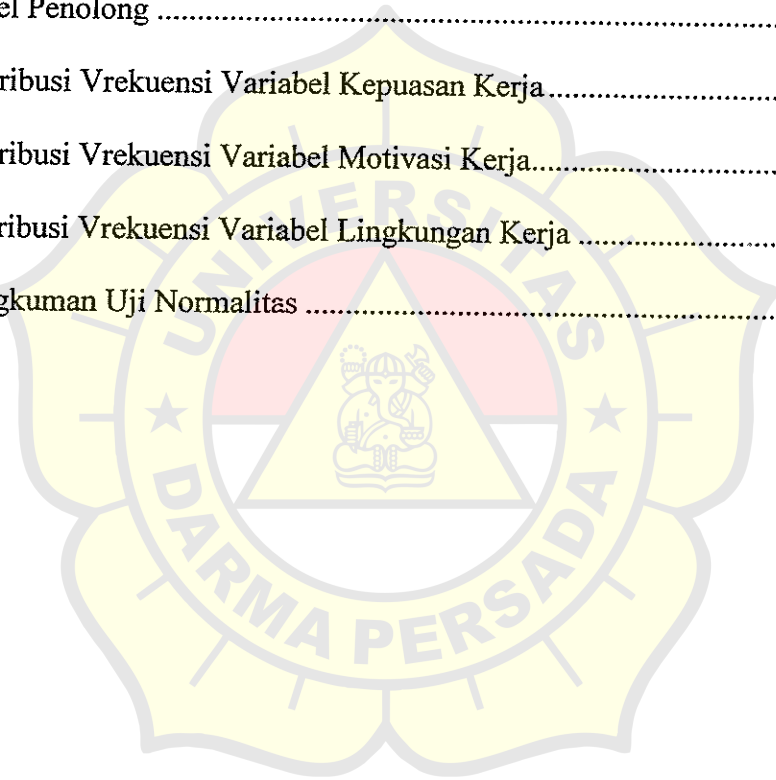 el Penolong ......................................................................................
ribusi Vrekuensi Variabel Kepuasan Kerja................................
ribusi Vrekuensi Variabel Motivasi Kerja..................................
ribusi Vrekuensi Variabel Lingkungan Kerja ...........................
gkuman Uji Normalitas ................................................................
UNIVERSITAS
DARMA PERSADA